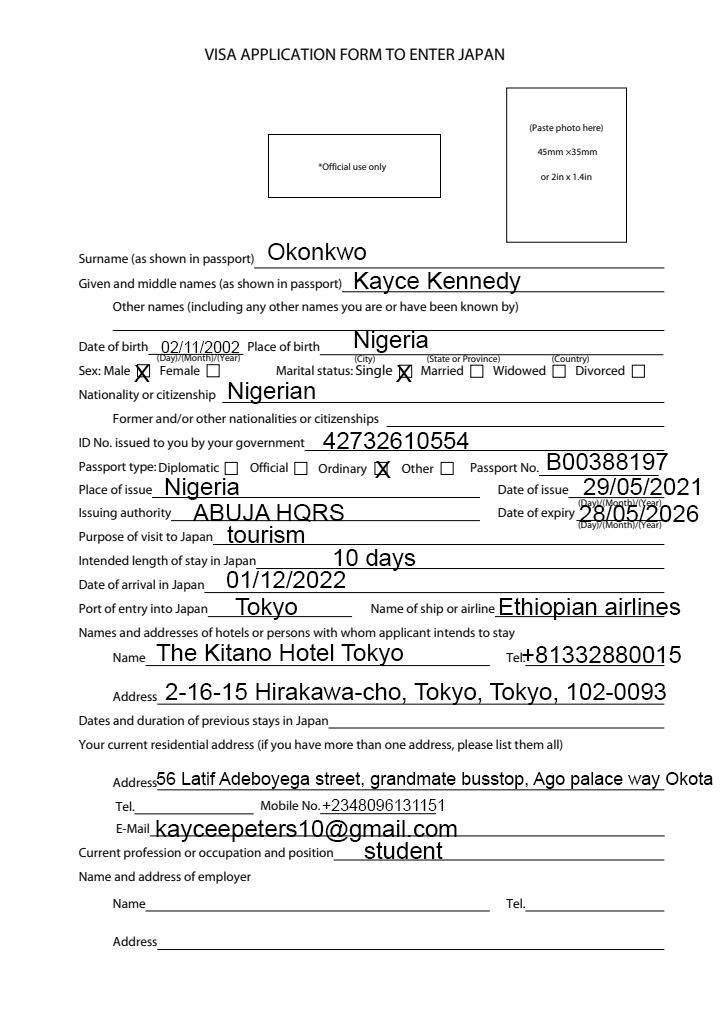 VISA APPLICATION FORM TO ENTER JAPAN
(Paste photo here)
45mm ×35mm
or 2in x 1.4in
*Official use only
Surname (as shown in passport) Okonkwo
Given and middle names (as shown in passport) Kayce Kennedy
Other names (including any other names you are or have been known by)
Date of birth 02/11/2002 Place of birth Nigeria
(Day)/(Month)/(Year) (City) (State or Province) (Country)
Sex: Male X Female Marital status: Single X Married Widowed Divorced
Nationality or citizenship Nigerian
Former and/or other nationalities or citizenships
ID No. issued to you by your government 42732610554
Passport type: Diplomatic Official Ordinary X Other Passport No. B00388197
Place of issue Nigeria Date of issue 29/05/2021
(Day)/(Month)/(Year)
Issuing authority ABUJA HQRS Date of expiry 28/05/2026
(Day)/(Month)/(Year)
Purpose of visit to Japan tourism
Intended length of stay in Japan 10 days
Date of arrival in Japan 01/12/2022
Port of entry into Japan Tokyo Name of ship or airline Ethiopian airlines
Names and addresses of hotels or persons with whom applicant intends to stay
Name The Kitano Hotel Tokyo Tel. +81332880015
Address 2-16-15 Hirakawa-cho, Tokyo, Tokyo, 102-0093
Dates and duration of previous stays in Japan
Your current residential address (if you have more than one address, please list them all)
Address 56 Latif Adeboyega street, grandmate busstop, Ago palace way Okota
Tel. Mobile No. +2348096131151
E-Mail kayceepeters10@gmail.com
Current profession or occupation and position student
Name and address of employer
Name Tel.
Address